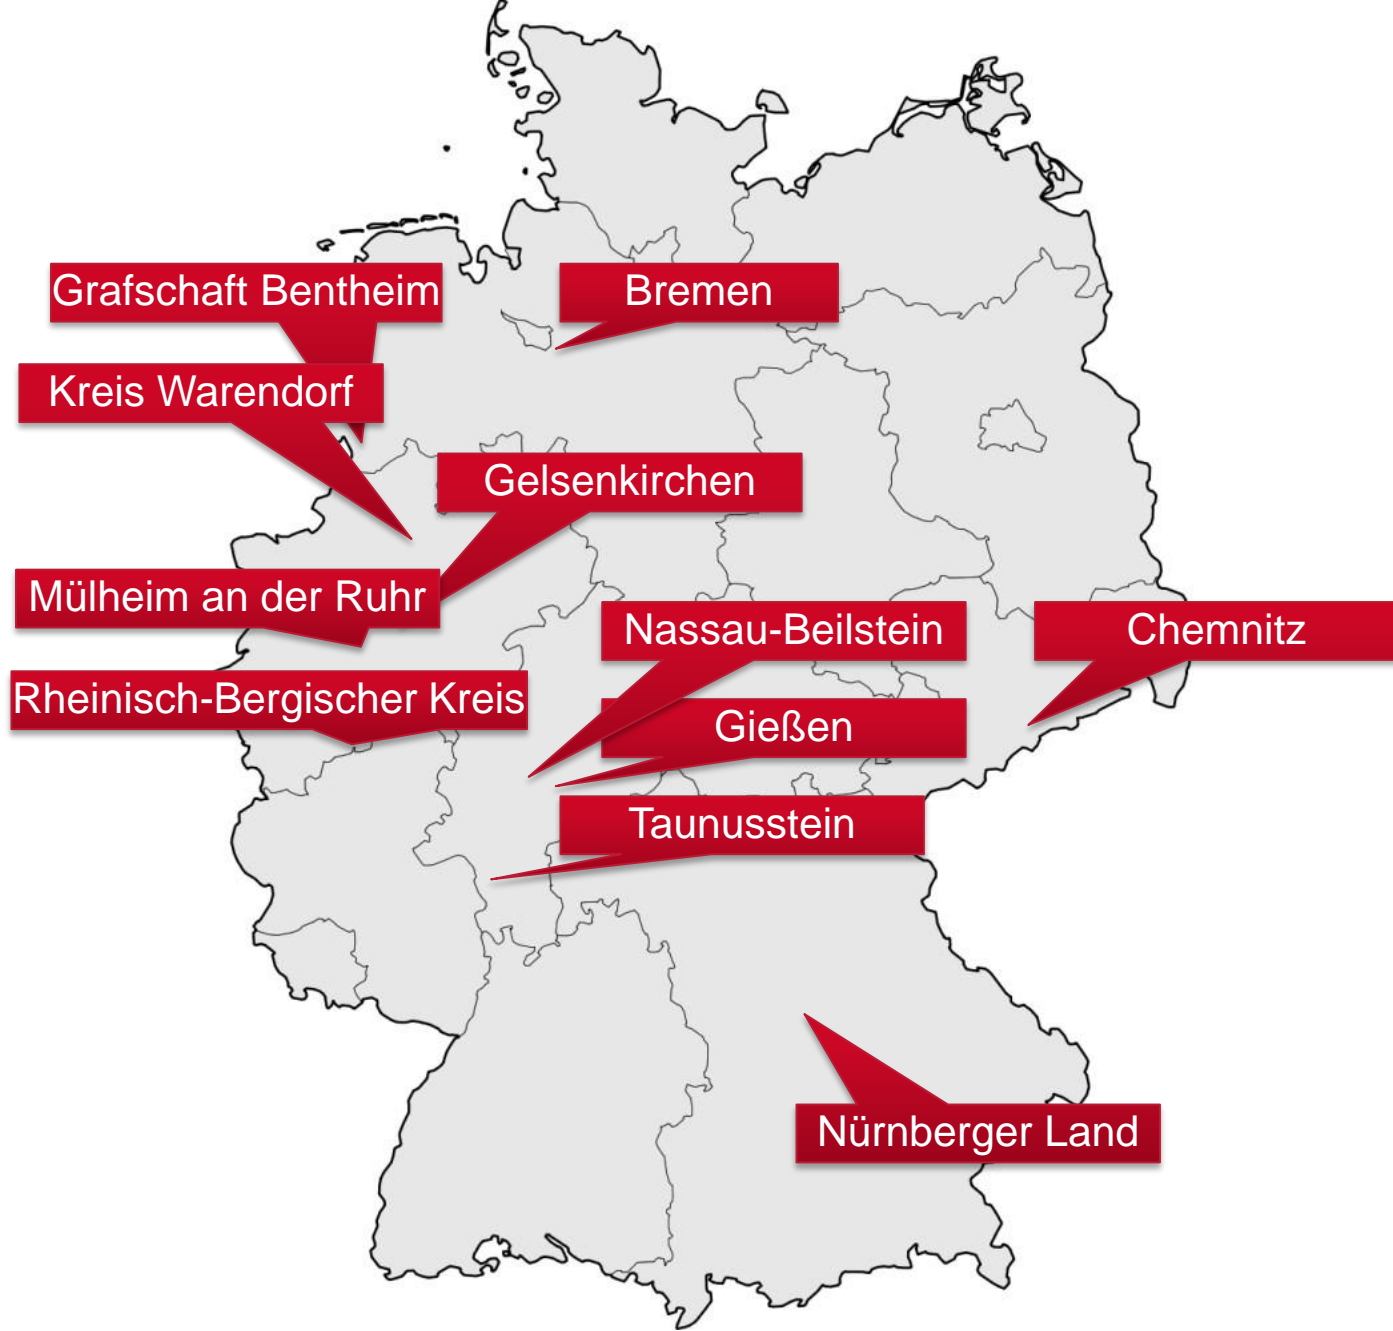 Grafschaft Bentheim
Bremen
Kreis Warendorf
Gelsenkirchen
Mülheim an der Ruhr
Nassau-Beilstein
Chemnitz
Rheinisch-Bergischer Kreis
Gießen
Taunusstein
Nürnberger Land